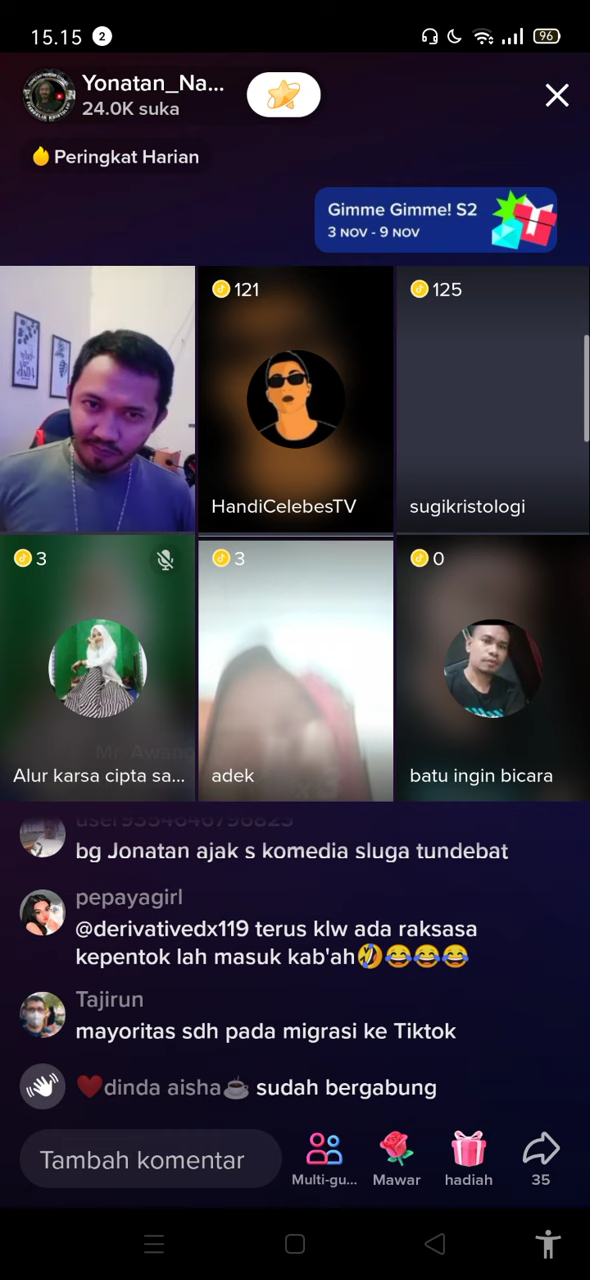 15.15 2
96
Yonatan_Na...
24.0K suka
Peringkat Harian
Gimme Gimme! S2
3 NOV - 9 NOV
121
125
HandiCelebesTV
sugikristologi
3
3
0
Alur karsa cipta sa...
adek
batu ingin bicara
bg Jonatan ajak s komedia sluga tundebat
pepayagirl
@derivativedx119 terus klw ada raksasa
kepentok lah masuk kab'ah🤣😂😂😂
Tajirun
mayoritas sdh pada migrasi ke Tiktok
❤️dinda aisha☕ sudah bergabung
Tambah komentar
Multi-gu...
Mawar
hadiah
35